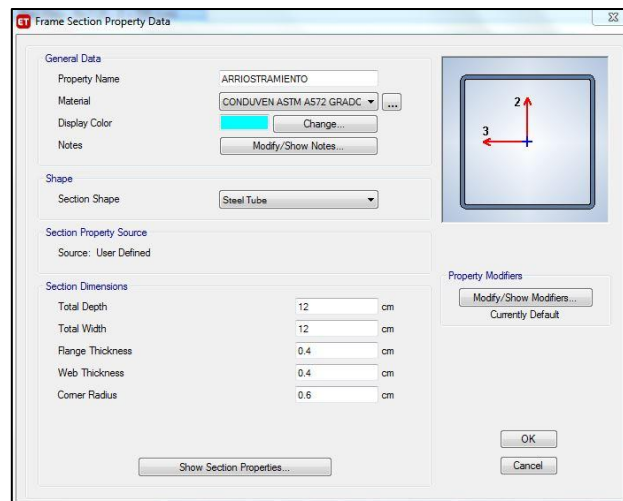 ET Frame Section Property Data
General Data
Property Name ARRIOSTRAMIENTO
Material CONDUVEN ASTM A572 GRADC ...
Display Color Change...
Notes Modify/Show Notes...
2
3
Shape
Section Shape Steel Tube
Section Property Source
Source: User Defined
Section Dimensions
Total Depth 12 cm
Total Width 12 cm
Flange Thickness 0.4 cm
Web Thickness 0.4 cm
Corner Radius 0.6 cm
Show Section Properties...
Property Modifiers
Modify/Show Modifiers...
Currently Default
OK
Cancel